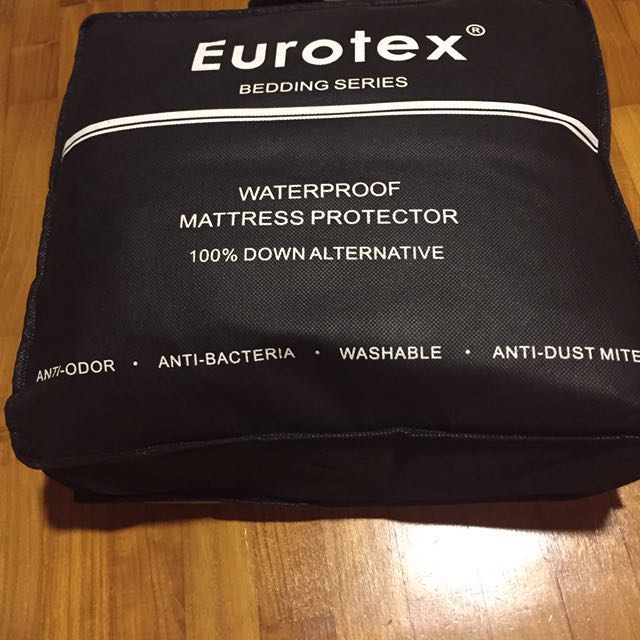 Eurotex®
BEDDING SERIES
WATERPROOF
MATTRESS PROTECTOR
100% DOWN ALTERNATIVE
ANTI-ODOR • ANTI-BACTERIA • WASHABLE • ANTI-DUST MITE